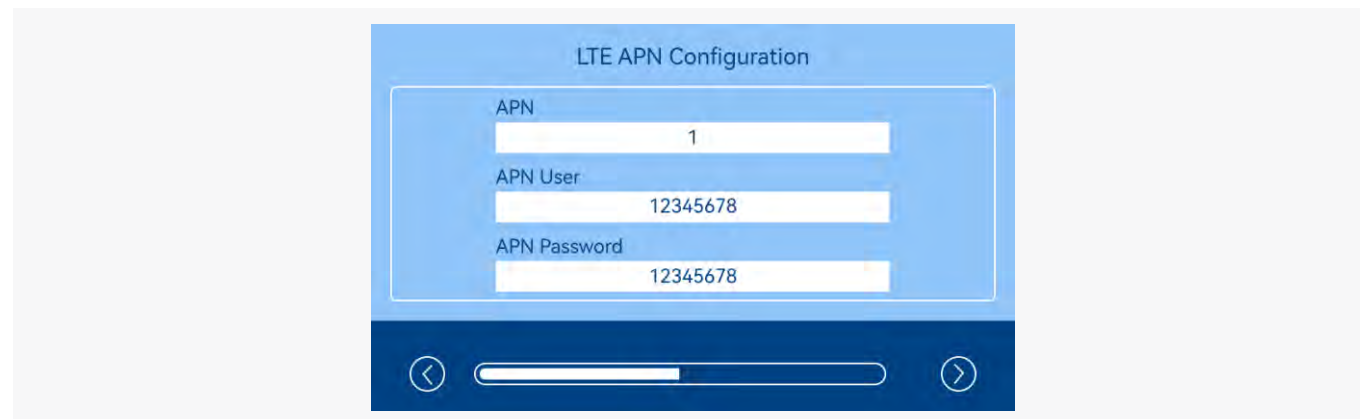 LTE APN Configuration
APN
1
APN User
12345678
APN Password
12345678